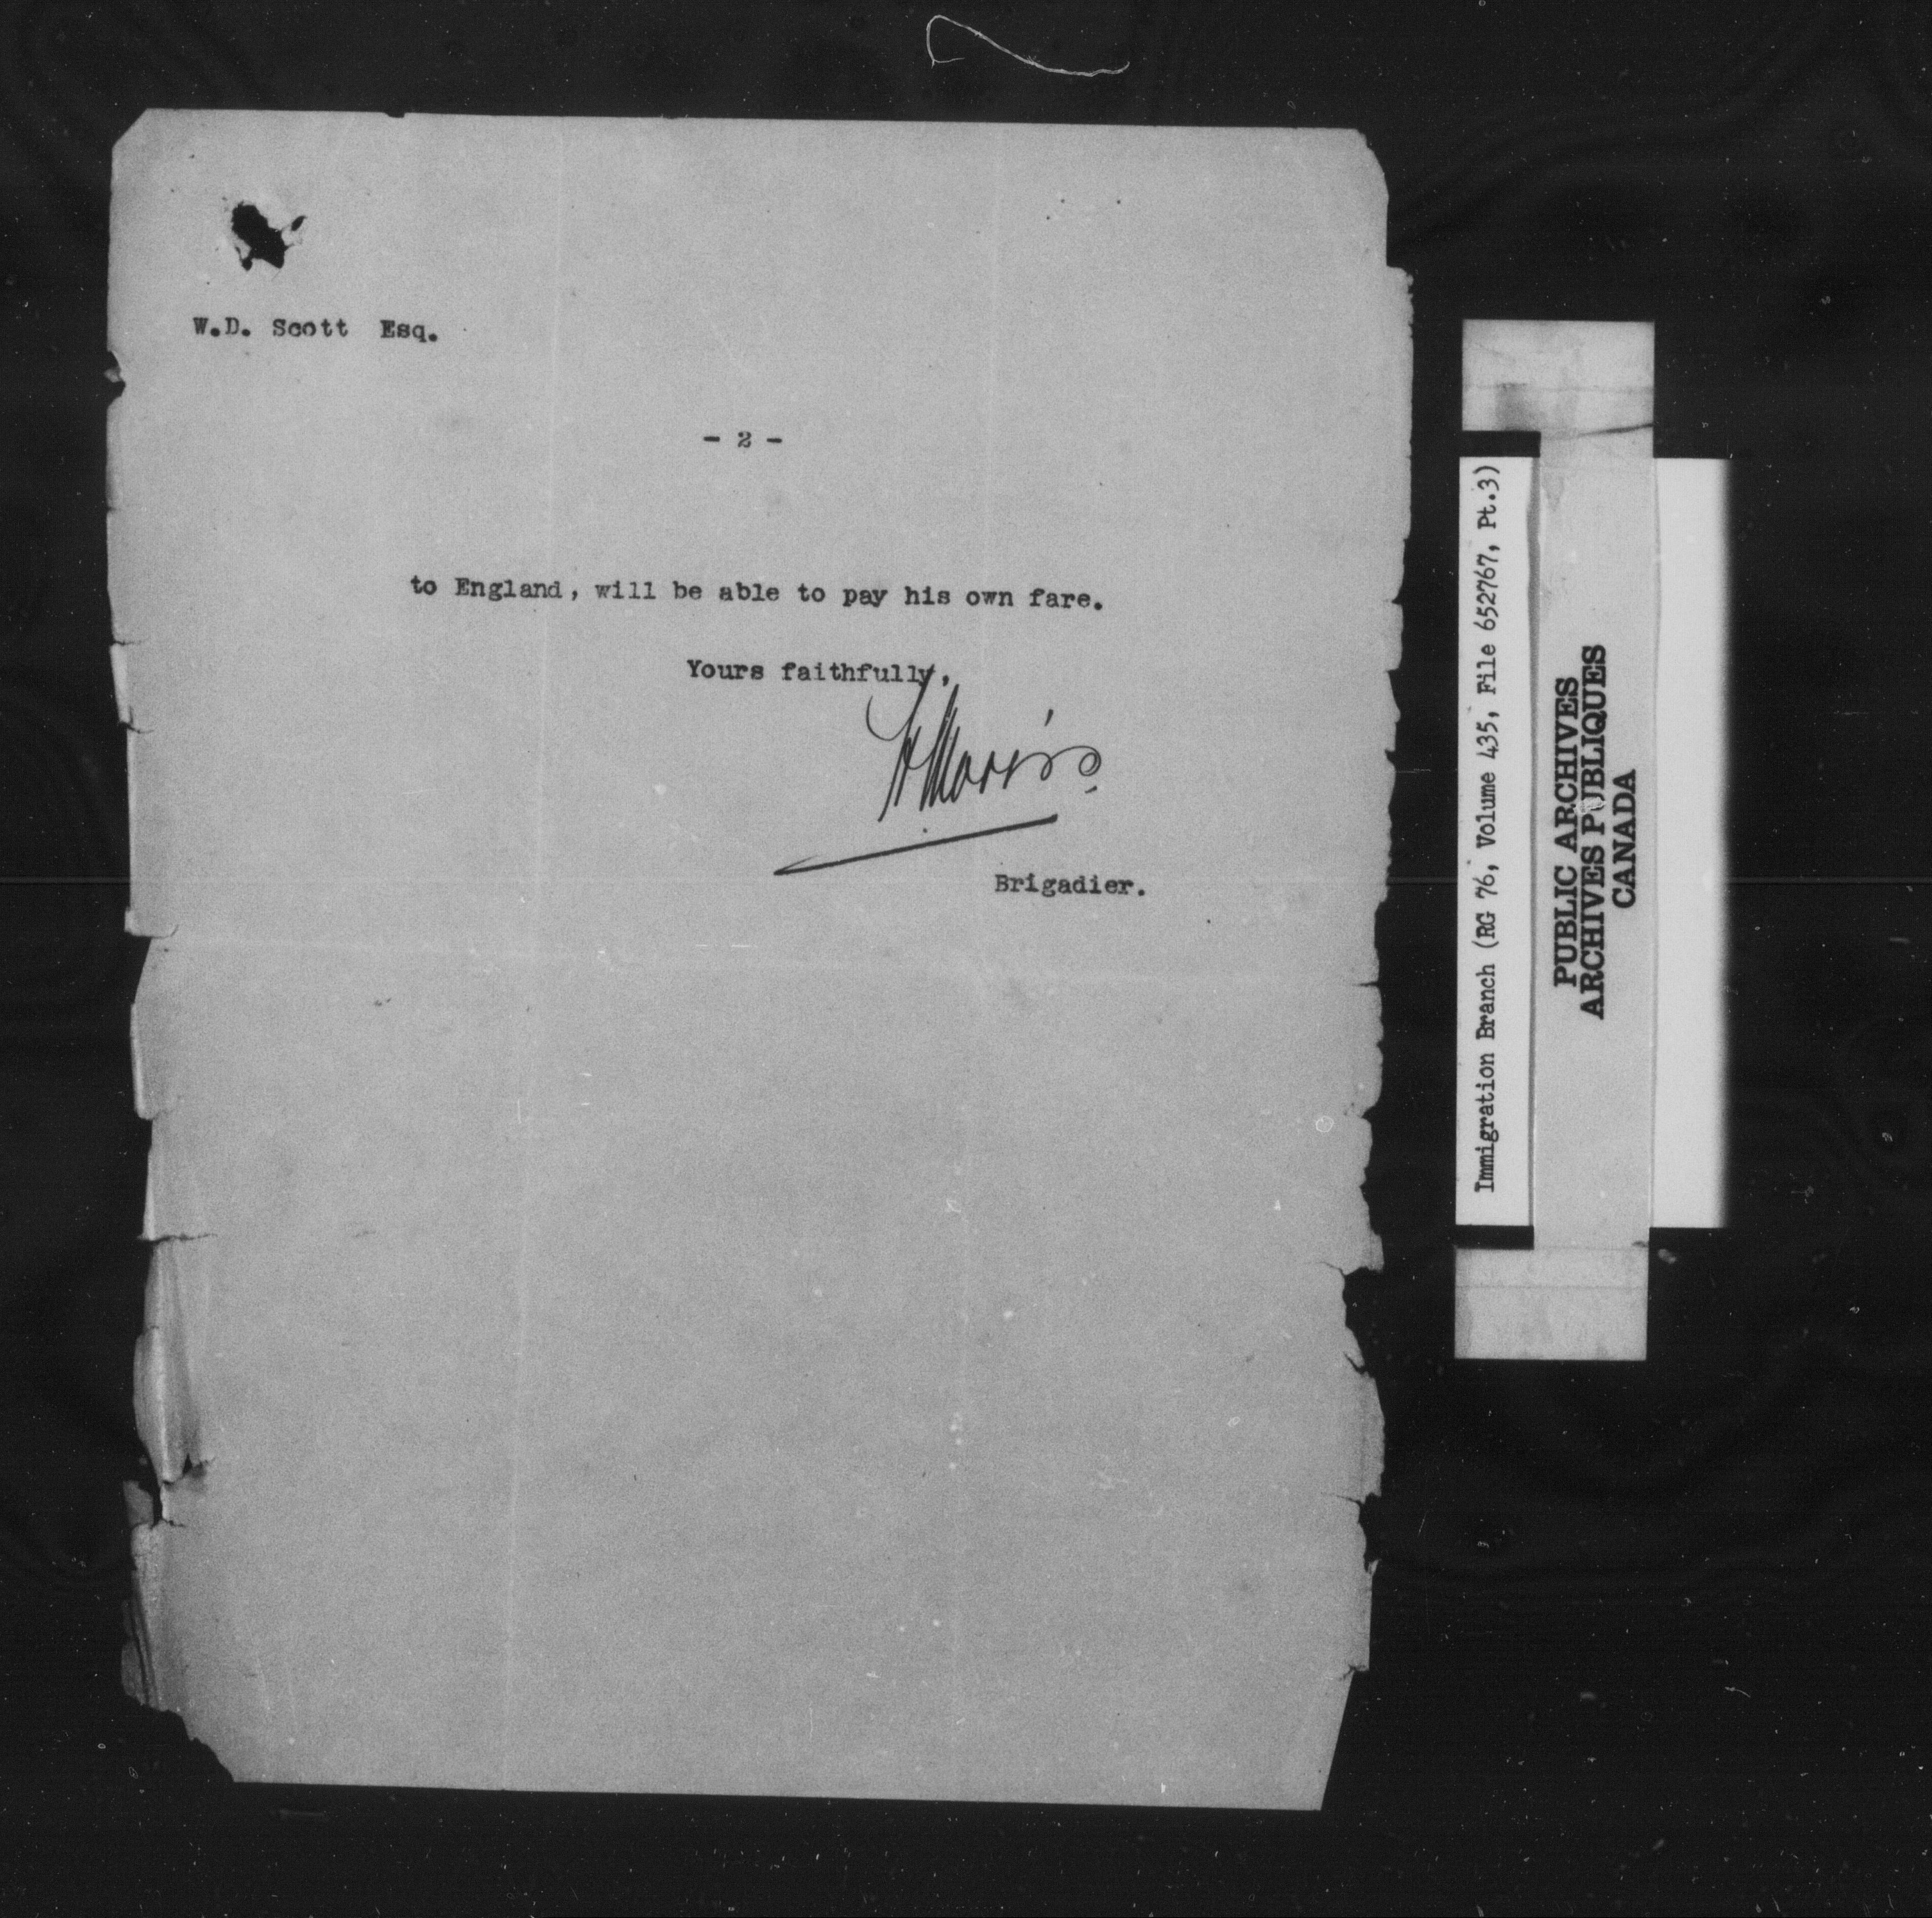 W.D. Scott Esq.
- 2 -
to England, will be able to pay his own fare.
Yours faithfully,
H Morris
Brigadier.
Immigration Branch (RG 76, Volume 435, File 652767, Pt.3)
PUBLIC ARCHIVES
ARCHIVES PUBLIQUES
CANADA